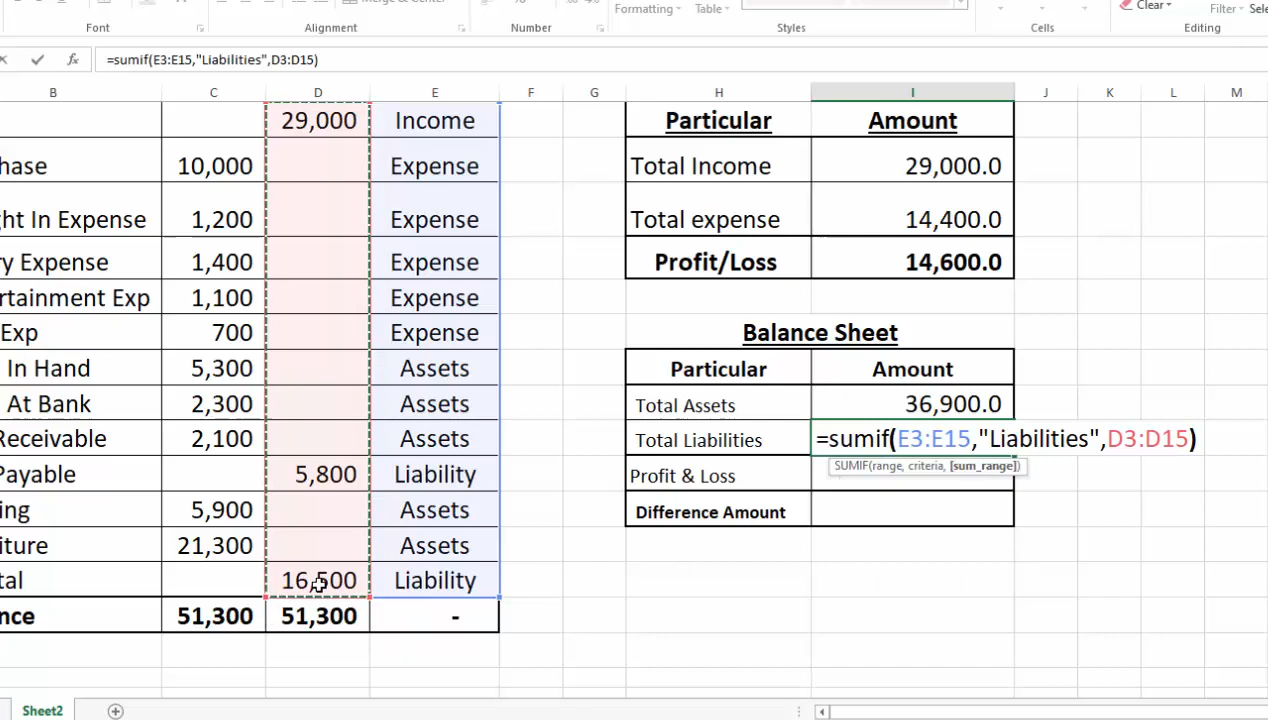 Merge & Center
Formatting Table
Clear
Filter Sel
Font Alignment Number Styles Cells Editing
fx =sumif(E3:E15,"Liabilities",D3:D15)
B C D E F G H I J K L M
29,000 Income Particular Amount
hase 10,000 Expense Total Income 29,000.0
ght In Expense 1,200 Expense Total expense 14,400.0
ry Expense 1,400 Expense Profit/Loss 14,600.0
rtainment Exp 1,100 Expense
Exp 700 Expense Balance Sheet
In Hand 5,300 Assets Particular Amount
At Bank 2,300 Assets Total Assets 36,900.0
Receivable 2,100 Assets Total Liabilities =sumif(E3:E15,"Liabilities",D3:D15)
SUMIF(range, criteria, [sum_range])
Payable 5,800 Liability Profit & Loss
ing 5,900 Assets Difference Amount
iture 21,300 Assets
tal 16,500 Liability
nce 51,300 51,300 -
Sheet2